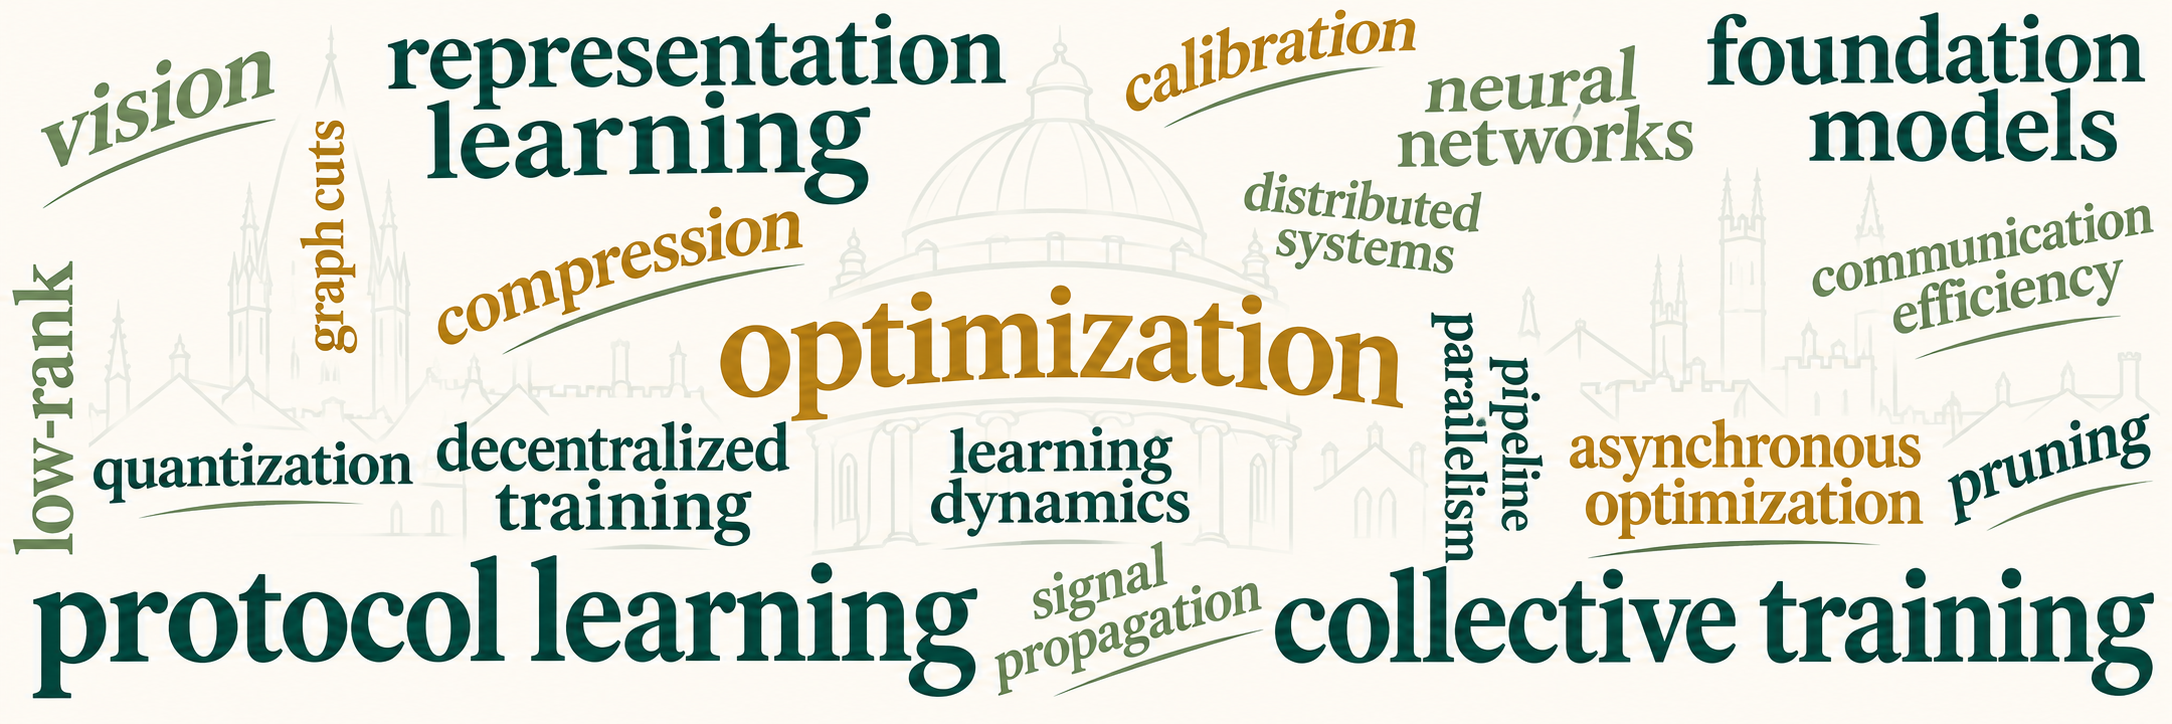 vision
representation
learning
calibration
neural
networks
foundation
models
graph cuts
compression
distributed
systems
communication
efficiency
low-rank
optimization
pipeline
parallelism
quantization
decentralized
training
learning
dynamics
asynchronous
optimization
pruning
protocol learning
signal
propagation
collective training